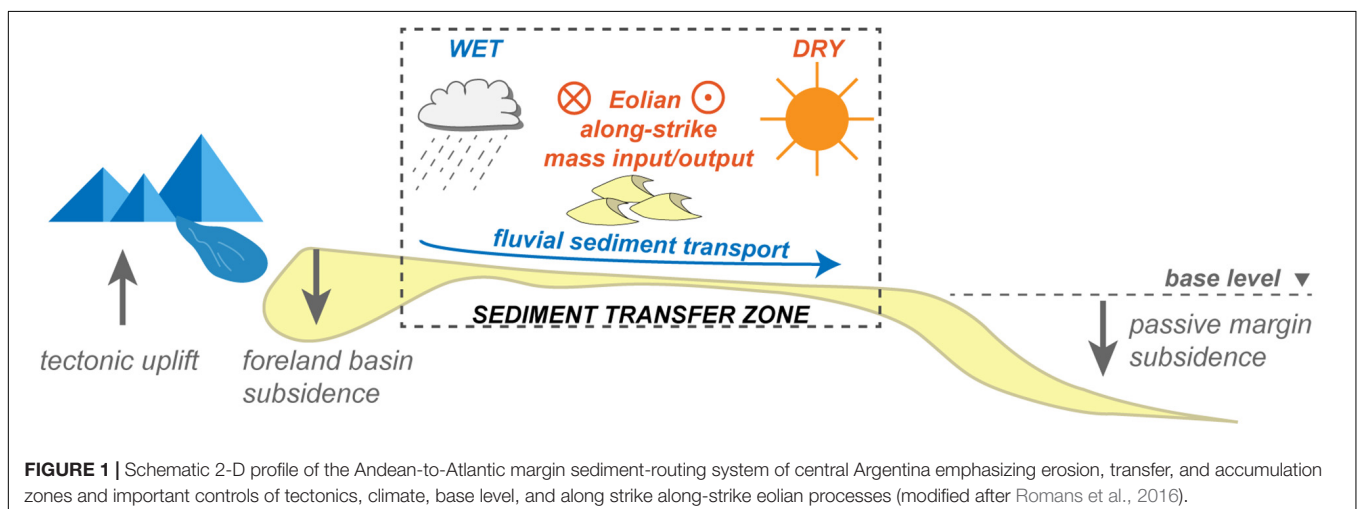 WET
DRY
Eolian
along-strike
mass input/output
fluvial sediment transport
SEDIMENT TRANSFER ZONE
tectonic uplift
foreland basin
subsidence
base level
passive margin
subsidence
FIGURE 1 | Schematic 2-D profile of the Andean-to-Atlantic margin sediment-routing system of central Argentina emphasizing erosion, transfer, and accumulation
zones and important controls of tectonics, climate, base level, and along strike along-strike eolian processes (modified after Romans et al., 2016).